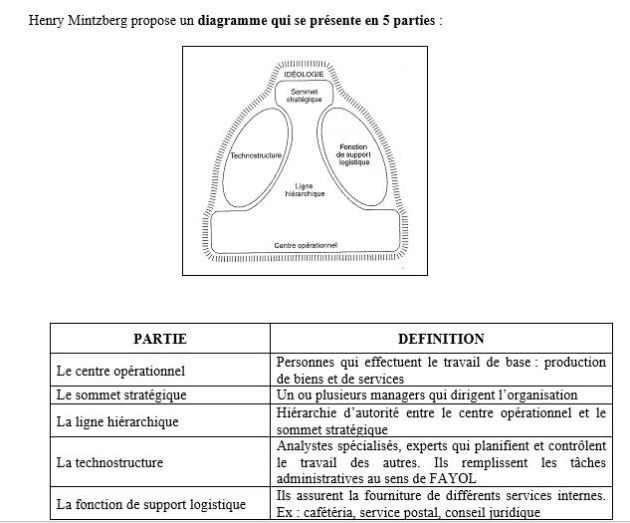 Henry Mintzberg propose un diagramme qui se présente en 5 parties :
IDÉOLOGIE
Sommet
stratégique
Technostructure
Fonction
de support
logistique
Ligne
hiérarchique
Centre opérationnel
PARTIE
DEFINITION
Le centre opérationnel
Personnes qui effectuent le travail de base : production
de biens et de services
Le sommet stratégique
Un ou plusieurs managers qui dirigent l'organisation
La ligne hiérarchique
Hiérarchie d'autorité entre le centre opérationnel et le
sommet stratégique
La technostructure
Analystes spécialisés, experts qui planifient et contrôlent
le travail des autres. Ils remplissent les tâches
administratives au sens de FAYOL
La fonction de support logistique
Ils assurent la fourniture de différents services internes.
Ex : cafétéria, service postal, conseil juridique